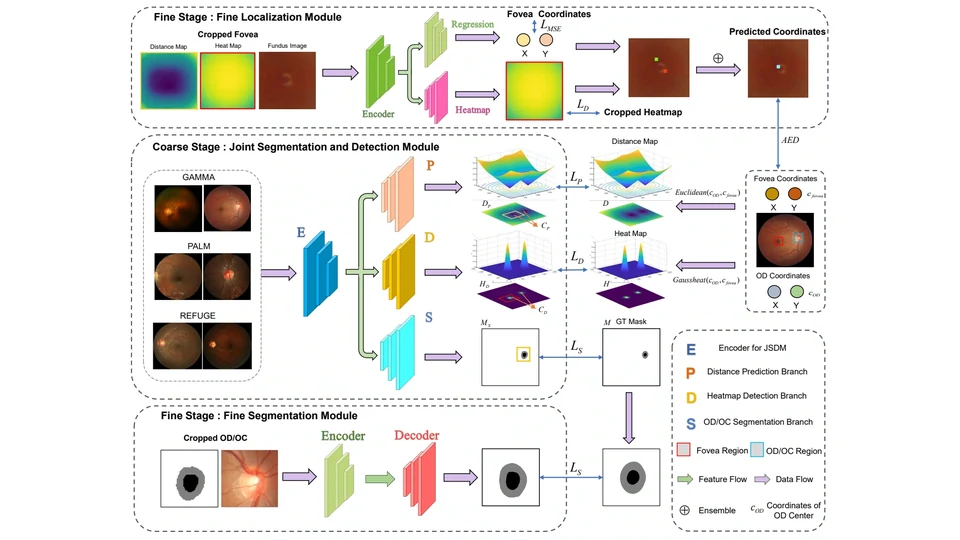 Fine Stage : Fine Localization Module
Cropped Fovea
Distance Map
Heat Map
Fundus Image
Encoder
Regression
Heatmap
Fovea Coordinates
L_MSE
X
Y
L_D
Cropped Heatmap
Predicted Coordinates
⊕
AED
Coarse Stage : Joint Segmentation and Detection Module
GAMMA
PALM
REFUGE
E
P
D
S
D_P
C_P
H_D
C_D
M_s
L_P
L_D
L_S
Distance Map
D
Heat Map
H
M
GT Mask
Euclidean(c_OD, c_fovea)
Gaussheat(c_OD, c_fovea)
Fovea Coordinates
c_fovea
X
Y
OD Coordinates
c_OD
X
Y
Fine Stage : Fine Segmentation Module
Cropped OD/OC
Encoder
Decoder
L_S
E
Encoder for JSDM
P
Distance Prediction Branch
D
Heatmap Detection Branch
S
OD/OC Segmentation Branch
Fovea Region
OD/OC Region
Feature Flow
Data Flow
⊕
Ensemble
c_OD
Coordinates of
OD Center